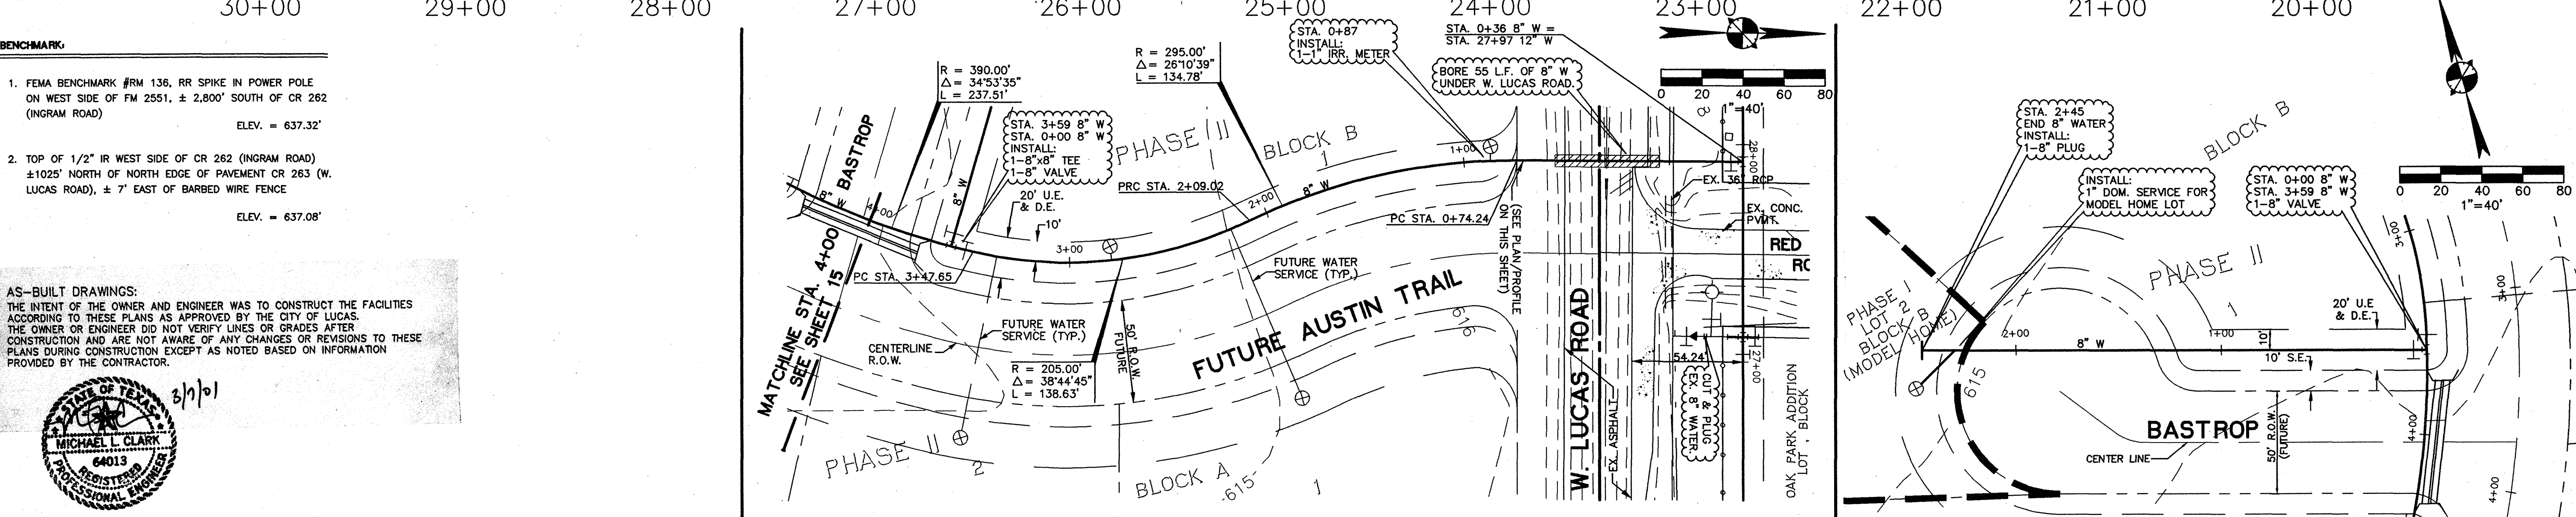 30+00 29+00 28+00 27+00 26+00 25+00 24+00 23+00 22+00 21+00 20+00
BENCHMARK:
1. FEMA BENCHMARK #RM 136, RR SPIKE IN POWER POLE
ON WEST SIDE OF FM 2551, ± 2,800' SOUTH OF CR 262
(INGRAM ROAD)
ELEV. = 637.32'
2. TOP OF 1/2" IR WEST SIDE OF CR 262 (INGRAM ROAD)
±1025' NORTH OF NORTH EDGE OF PAVEMENT CR 263 (W.
LUCAS ROAD), ± 7' EAST OF BARBED WIRE FENCE
ELEV. = 637.08'
AS-BUILT DRAWINGS:
THE INTENT OF THE OWNER AND ENGINEER WAS TO CONSTRUCT THE FACILITIES
ACCORDING TO THESE PLANS AS APPROVED BY THE CITY OF LUCAS.
THE OWNER OR ENGINEER DID NOT VERIFY LINES OR GRADES AFTER
CONSTRUCTION AND ARE NOT AWARE OF ANY CHANGES OR REVISIONS TO THESE
PLANS DURING CONSTRUCTION EXCEPT AS NOTED BASED ON INFORMATION
PROVIDED BY THE CONTRACTOR.
STATE OF TEXAS
MICHAEL L. CLARK
64013
REGISTERED
PROFESSIONAL ENGINEER
3/7/01
R = 390.00'
Δ = 34°53'35"
L = 237.51'
R = 295.00'
Δ = 26°10'39"
L = 134.78'
STA. 0+87
INSTALL:
1-1" IRR. METER
STA. 0+36 8" W =
STA. 27+97 12" W
BORE 55 L.F. OF 8" W
UNDER W. LUCAS ROAD.
0 20 40 60 80
1"=40'
STA. 3+59 8" W
STA. 0+00 8" W
INSTALL:
1-8"x8" TEE
1-8" VALVE
BASTROP
8" W
8" W
4+00
PHASE II
BLOCK B
1
1+00
28+00
PRC STA. 2+09.02
8" W
2+00
20' U.E.
& D.E.
10'
3+00
PC STA. 0+74.24
(SEE PLAN/PROFILE
ON THIS SHEET)
EX. 36" RCP
EX. CONC.
PVMT.
RED
MATCHLINE STA. 4+00
SEE SHEET 15
PC STA. 3+47.65
FUTURE WATER
SERVICE (TYP.)
FUTURE WATER
SERVICE (TYP.)
CENTERLINE
R.O.W.
50' R.O.W.
FUTURE
FUTURE AUSTIN TRAIL
616
R = 205.00'
Δ = 38°44'45"
L = 138.63'
W. LUCAS ROAD
EX. ASPHALT
54.24'
CUT & PLUG
EX. 8" WATER
27+00
OAK PARK ADDITION
LOT , BLOCK
PHASE II
2
BLOCK A
615
1
STA. 2+45
END 8" WATER
INSTALL:
1-8" PLUG
BLOCK B
INSTALL:
1" DOM. SERVICE FOR
MODEL HOME LOT
STA. 0+00 8" W
STA. 3+59 8" W
1-8" VALVE
0 20 40 60 80
1"=40'
PHASE II
1
3+00
3+00
PHASE I
LOT 2
BLOCK B
(MODEL HOME)
20' U.E
& D.E.
2+00
1+00
10'
8" W
10' S.E.
615
BASTROP
CENTER LINE
50' R.O.W.
(FUTURE)
4+00
4+00